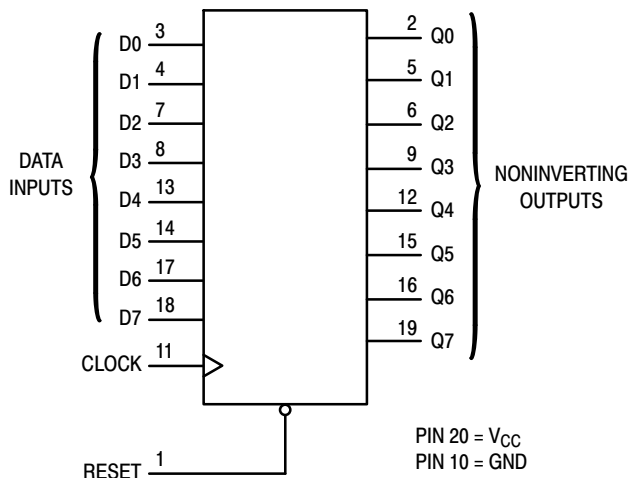 D0 3
D1 4
D2 7
D3 8
D4 13
D5 14
D6 17
D7 18
DATA
INPUTS
CLOCK 11
RESET 1
2 Q0
5 Q1
6 Q2
9 Q3
12 Q4
15 Q5
16 Q6
19 Q7
NONINVERTING
OUTPUTS
PIN 20 = VCC
PIN 10 = GND